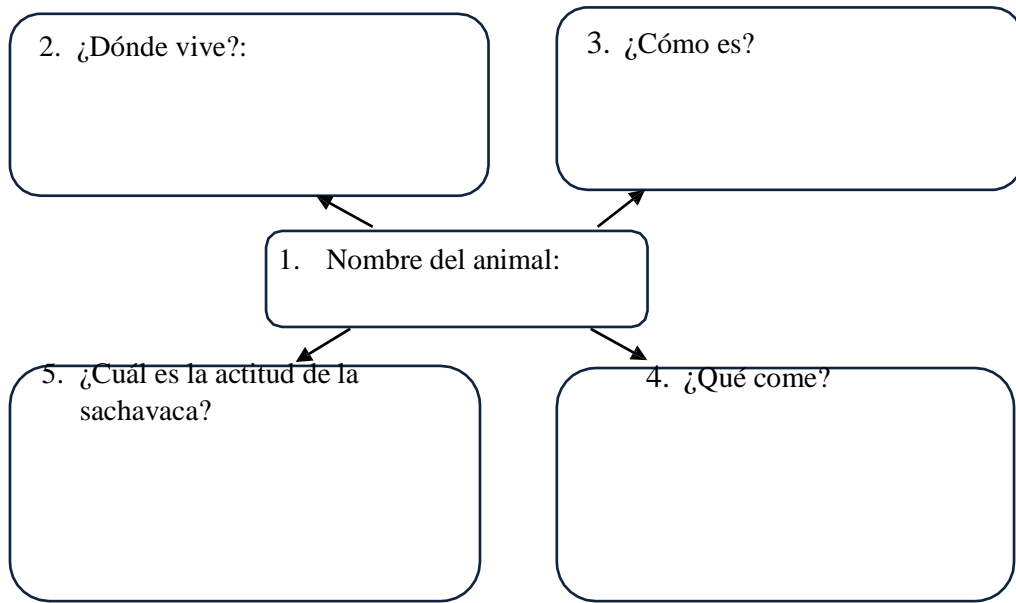 2. ¿Dónde vive?:
3. ¿Cómo es?
1. Nombre del animal:
5. ¿Cuál es la actitud de la
sachavaca?
4. ¿Qué come?